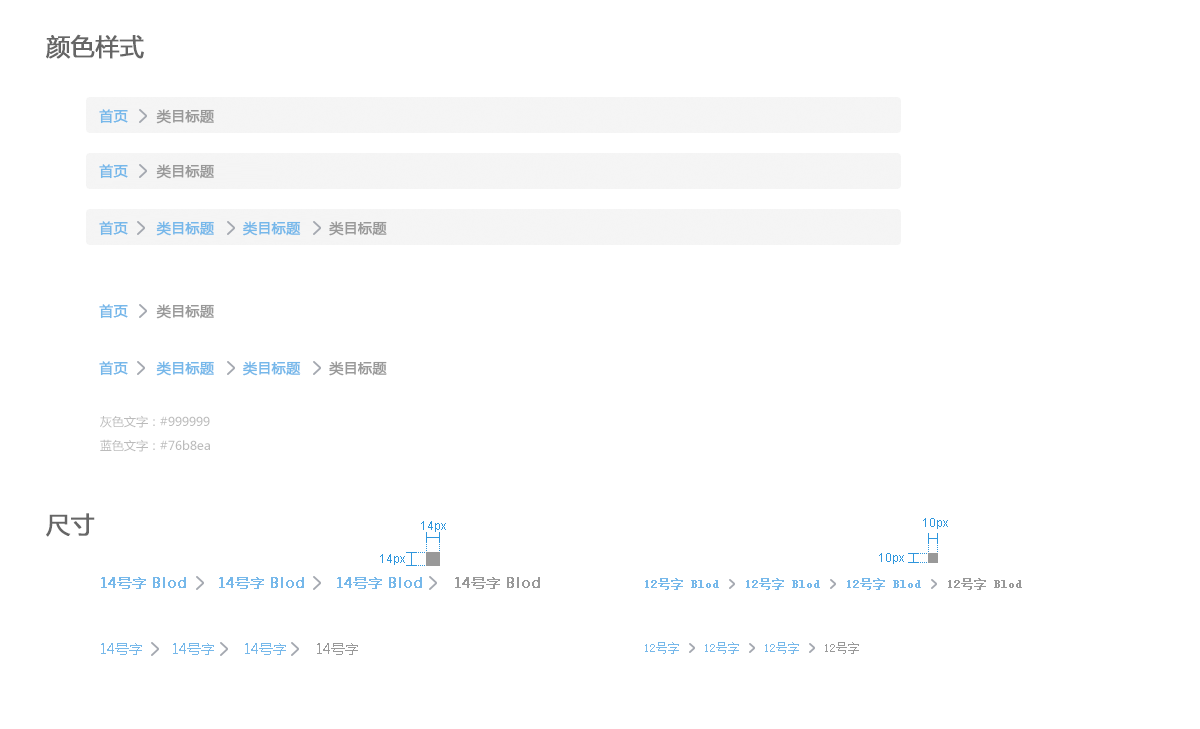 颜色样式
首页 类目标题
首页 类目标题
首页 类目标题 类目标题 类目标题
首页 类目标题
首页 类目标题 类目标题 类目标题
灰色文字：#999999
蓝色文字：#76b8ea
尺寸
14px
14px
14号字 Blod 14号字 Blod 14号字 Blod 14号字 Blod
14号字 14号字 14号字 14号字
10px
10px
12号字 Blod 12号字 Blod 12号字 Blod 12号字 Blod
12号字 12号字 12号字 12号字